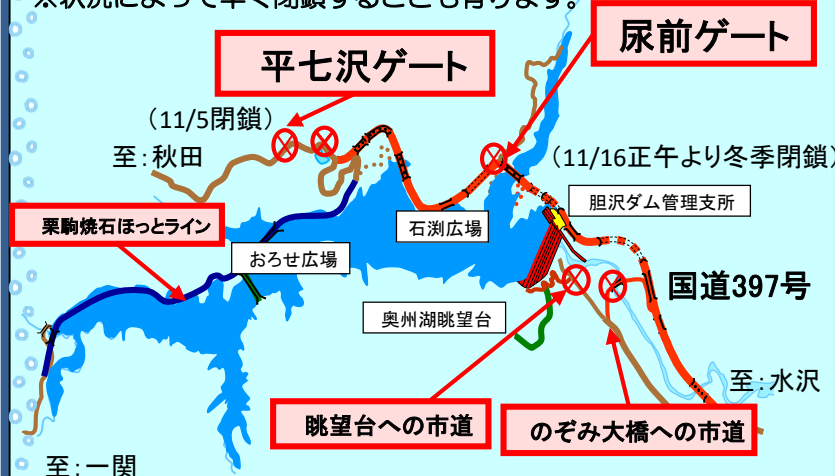 ※状況によって早く閉鎖することも有ります。
尿前ゲート
平七沢ゲート
（11/5閉鎖）
至：秋田
（11/16正午より冬季閉鎖）
胆沢ダム管理支所
栗駒焼石ほっとライン
石渕広場
おろせ広場
国道397号
奥州湖眺望台
至：水沢
眺望台への市道
のぞみ大橋への市道
至：一関